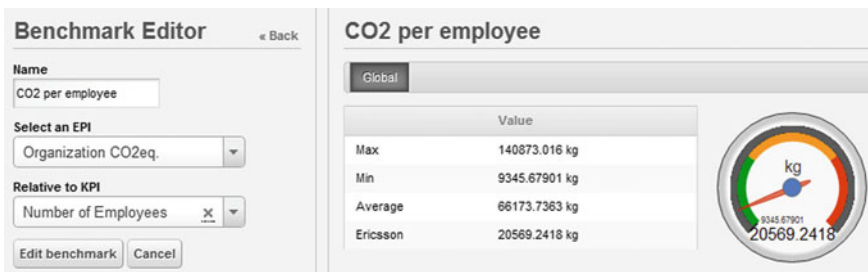 Benchmark Editor
« Back
Name
CO2 per employee
Select an EPI
Organization CO2eq.
Relative to KPI
Number of Employees x
Edit benchmark Cancel
CO2 per employee
Global
Value
Max 140873.016 kg
Min 9345.67901 kg
Average 66173.7363 kg
Ericsson 20569.2418 kg
kg
9345.67901
20569.2418